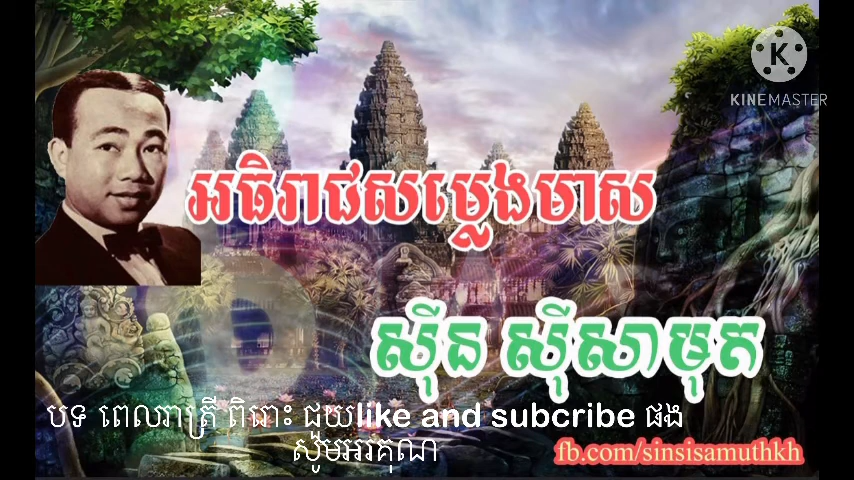 KINEMASTER
អធិរាជសម្លេងមាស
ស៊ីន ស៊ីសាមុត
បទ ពេលរាត្រី ពិរោះ ជួយlike and subcribe ផង
សូមអរគុណ
fb.com/sinsisamuthkh